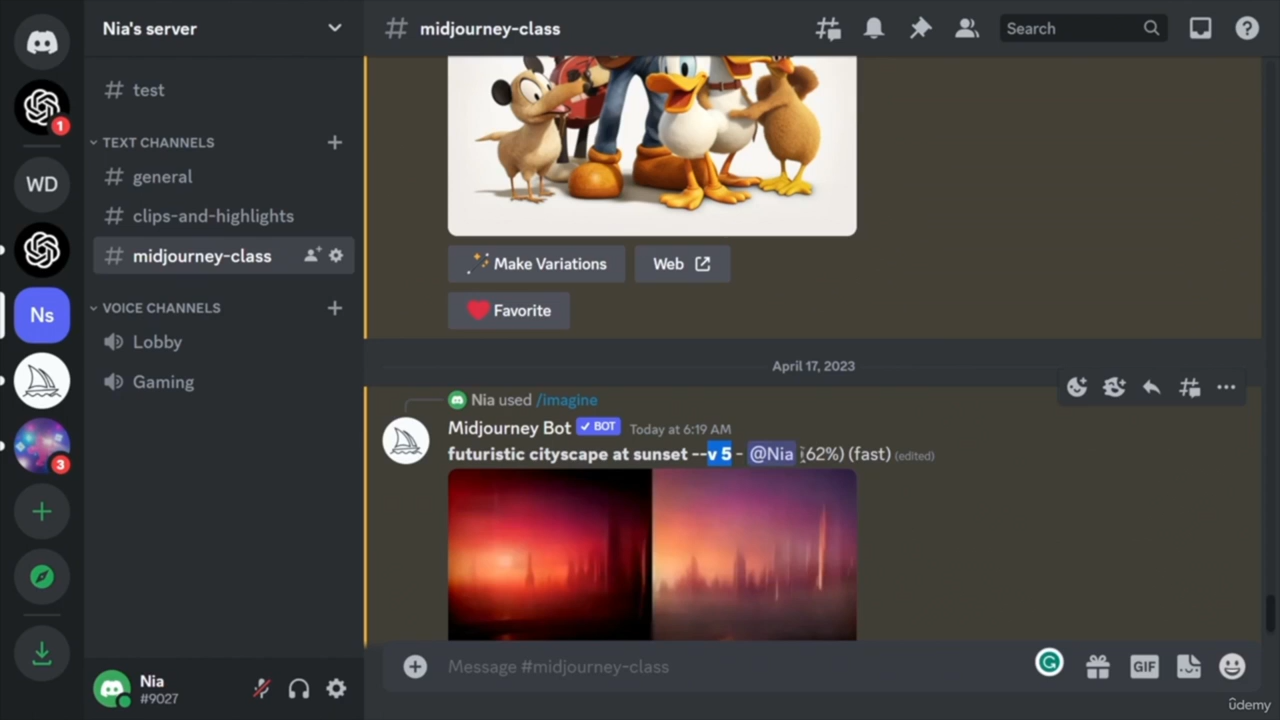 Nia's server
# midjourney-class
Search
# test
TEXT CHANNELS
# general
# clips-and-highlights
# midjourney-class
VOICE CHANNELS
Lobby
Gaming
1
WD
Ns
3
Make Variations
Web
Favorite
April 17, 2023
Nia used /imagine
Midjourney Bot ✓ BOT Today at 6:19 AM
futuristic cityscape at sunset --v 5 - @Nia (62%) (fast) (edited)
Message #midjourney-class
GIF
Nia
#9027
ûdemy